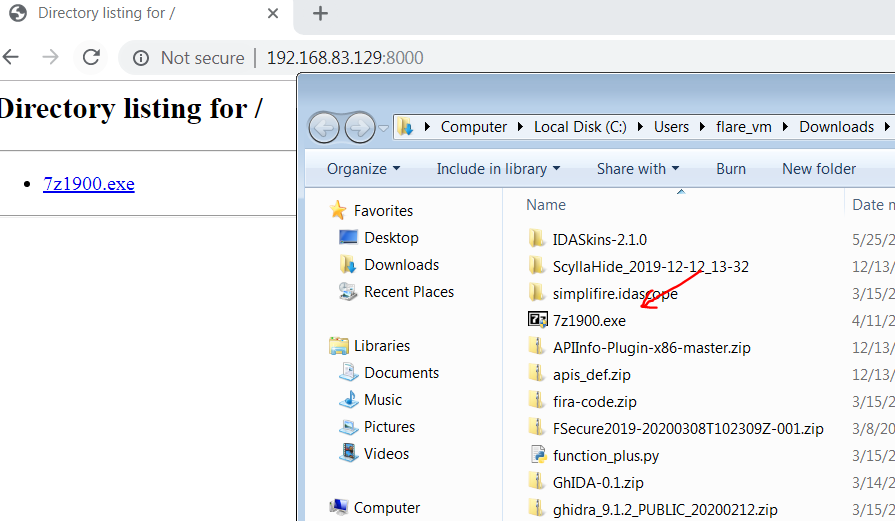 Directory listing for /
Not secure | 192.168.83.129:8000
Directory listing for /
7z1900.exe
Computer Local Disk (C:) Users flare_vm Downloads
Organize Include in library Share with Burn New folder
Favorites
Desktop
Downloads
Recent Places
Libraries
Documents
Music
Pictures
Videos
Computer
Name Date m
IDASkins-2.1.0 5/25/2
ScyllaHide_2019-12-12_13-32 12/13/
simplifire.idascope 3/15/2
7z1900.exe 4/11/2
APIInfo-Plugin-x86-master.zip 12/13/
apis_def.zip 12/13/
fira-code.zip 3/15/2
FSecure2019-20200308T102309Z-001.zip 3/8/20
function_plus.py 3/15/2
GhIDA-0.1.zip 3/14/2
ghidra_9.1.2_PUBLIC_20200212.zip 3/15/2